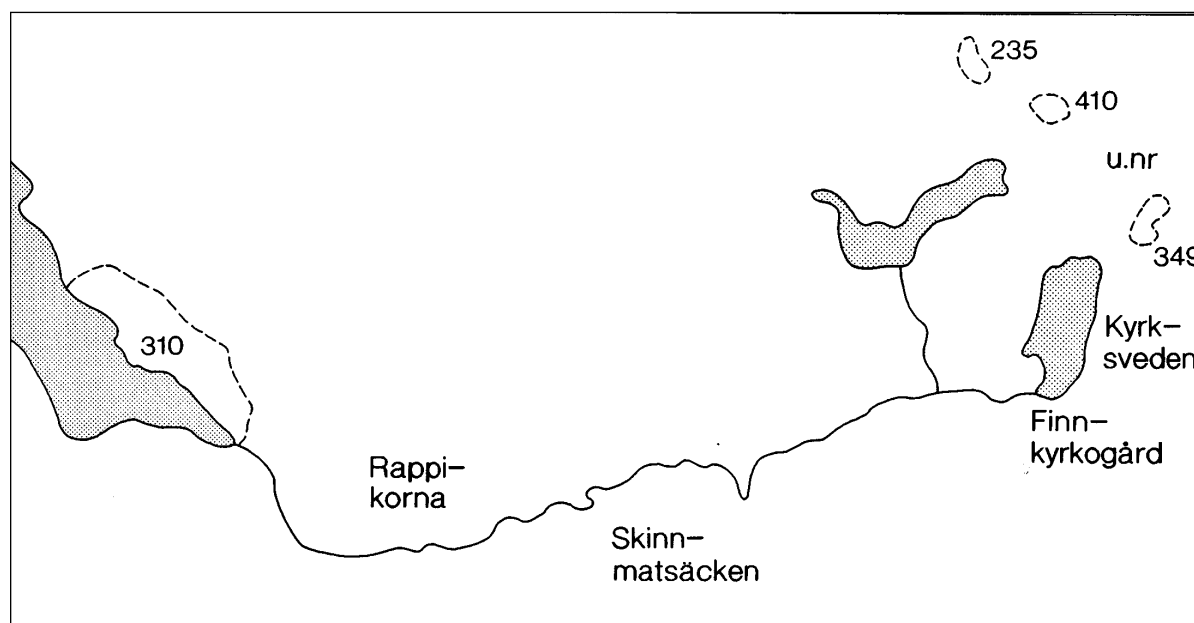 235
410
u.nr
349
310
Kyrk–
sveden
Finn–
kyrkogård
Rappi–
korna
Skinn–
matsäcken